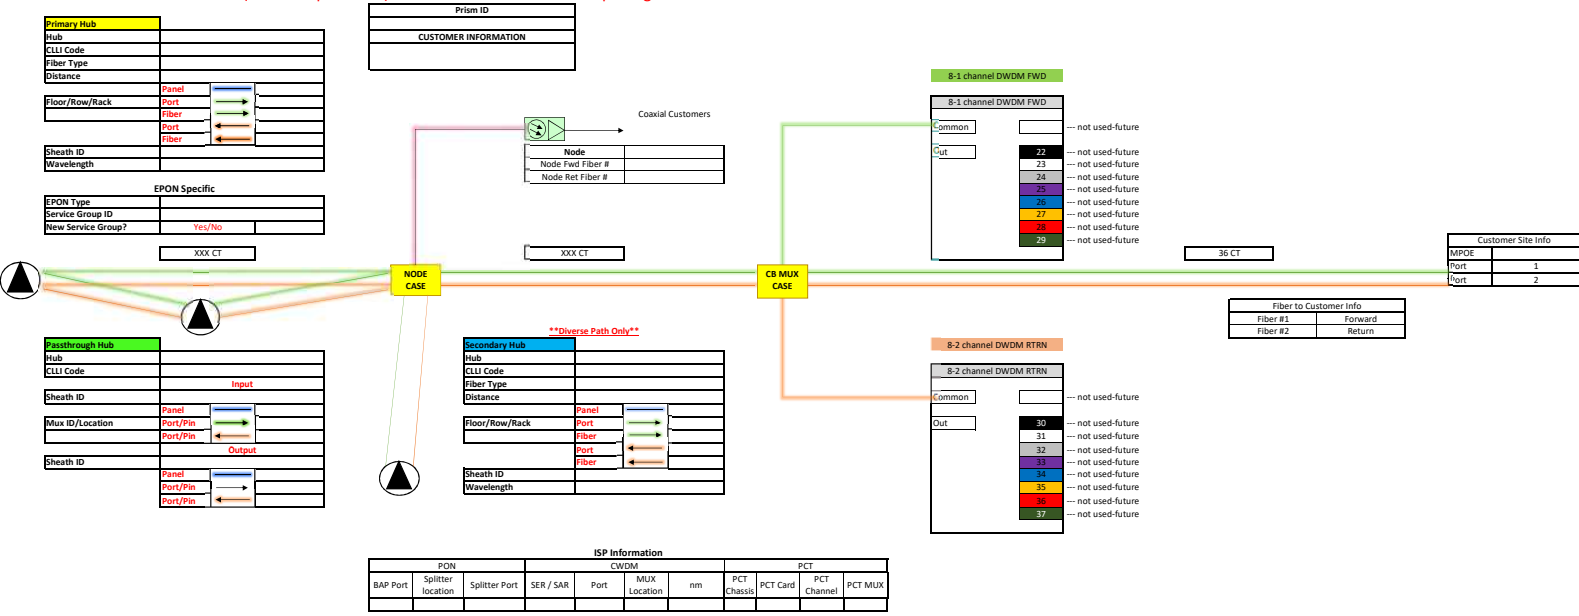 Prism ID
CUSTOMER INFORMATION
Primary Hub
Hub
CLLI Code
Fiber Type
Distance
Panel
Floor/Row/Rack
Port
Fiber
Port
Fiber
Sheath ID
Wavelength
EPON Specific
EPON Type
Service Group ID
New Service Group? Yes/No
XXX CT
Coaxial Customers
Node
Node Fwd Fiber #
Node Ret Fiber #
XXX CT
NODE
CASE
CB MUX
CASE
8-1 channel DWDM FWD
8-1 channel DWDM FWD
Common --- not used-future
Out 22 --- not used-future
23 --- not used-future
24 --- not used-future
25 --- not used-future
26 --- not used-future
27 --- not used-future
28 --- not used-future
29 --- not used-future
36 CT
Customer Site Info
MPOE
Port 1
Port 2
Fiber to Customer Info
Fiber #1 Forward
Fiber #2 Return
Passthrough Hub
Hub
CLLI Code
Input
Sheath ID
Panel
Mux ID/Location Port/Pin
Port/Pin
Output
Sheath ID
Panel
Port/Pin
Port/Pin
**Diverse Path Only**
Secondary Hub
Hub
CLLI Code
Fiber Type
Distance
Panel
Floor/Row/Rack Port
Fiber
Port
Fiber
Sheath ID
Wavelength
8-2 channel DWDM RTRN
8-2 channel DWDM RTRN
Common --- not used-future
Out 30 --- not used-future
31 --- not used-future
32 --- not used-future
33 --- not used-future
34 --- not used-future
35 --- not used-future
36 --- not used-future
37 --- not used-future
ISP Information
PON CWDM PCT
BAP Port Splitter location Splitter Port SER / SAR Port MUX Location nm PCT Chassis PCT Card PCT Channel PCT MUX